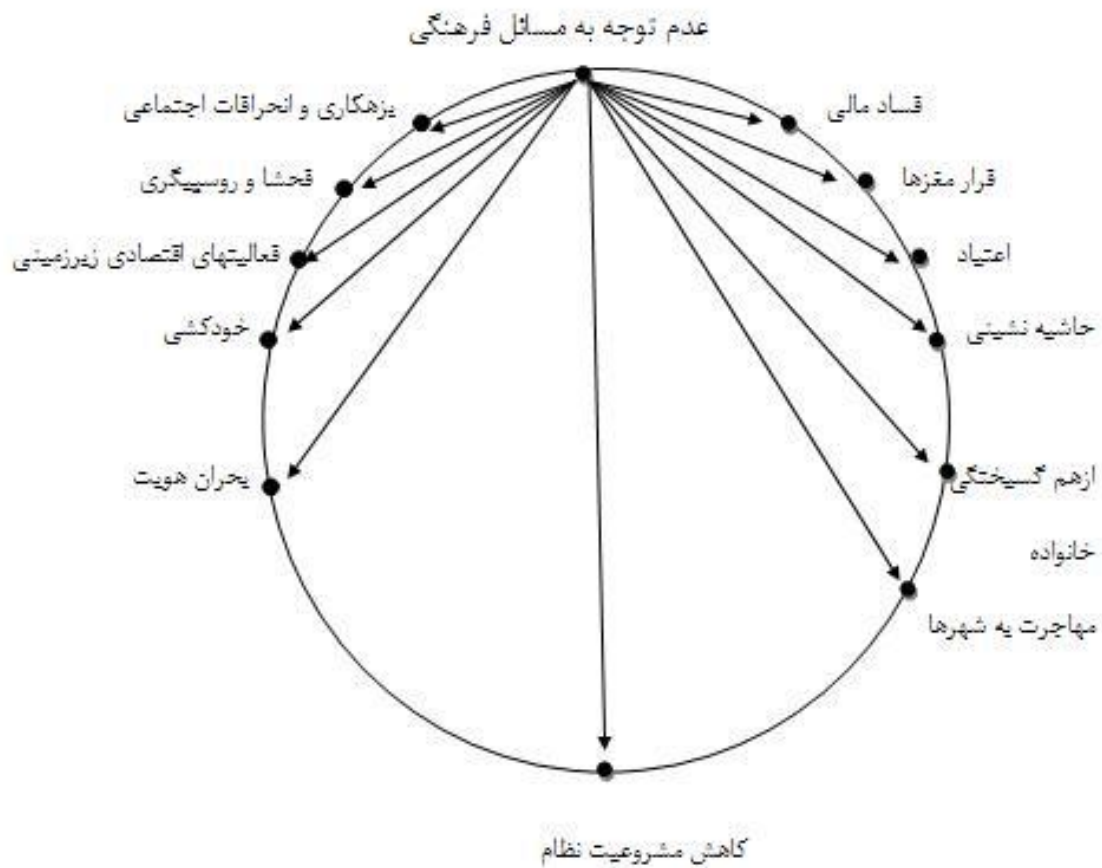 عدم توجه به مسائل فرهنگی
فساد مالی
بزهکاری و انحرافات اجتماعی
فرار مغزها
فحشا و روسپیگری
اعتیاد
فعالیتهای اقتصادی زیرزمینی
حاشیه نشینی
خودکشی
ازهم گسیختگی
خانواده
بحران هویت
مهاجرت به شهرها
کاهش مشروعیت نظام